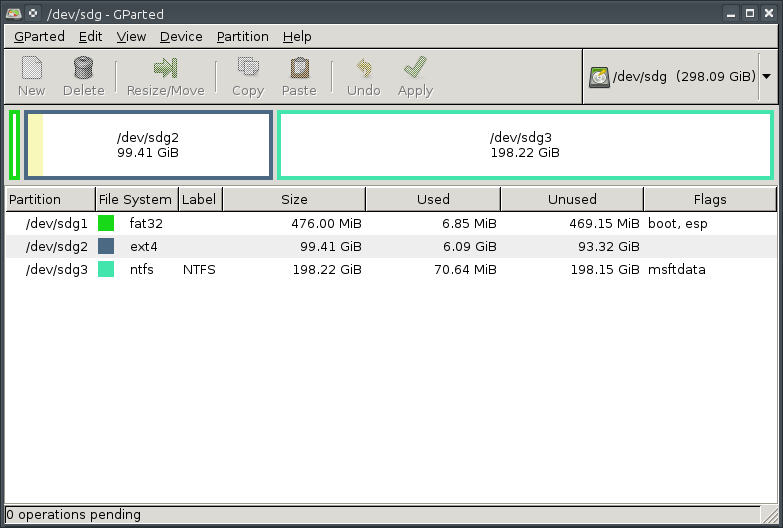 /dev/sdg - GParted
GParted Edit View Device Partition Help
New Delete Resize/Move Copy Paste Undo Apply /dev/sdg (298.09 GiB)
/dev/sdg2 /dev/sdg3
99.41 GiB 198.22 GiB
Partition File System Label Size Used Unused Flags
/dev/sdg1 fat32 476.00 MiB 6.85 MiB 469.15 MiB boot, esp
/dev/sdg2 ext4 99.41 GiB 6.09 GiB 93.32 GiB
/dev/sdg3 ntfs NTFS 198.22 GiB 70.64 MiB 198.15 GiB msftdata
0 operations pending